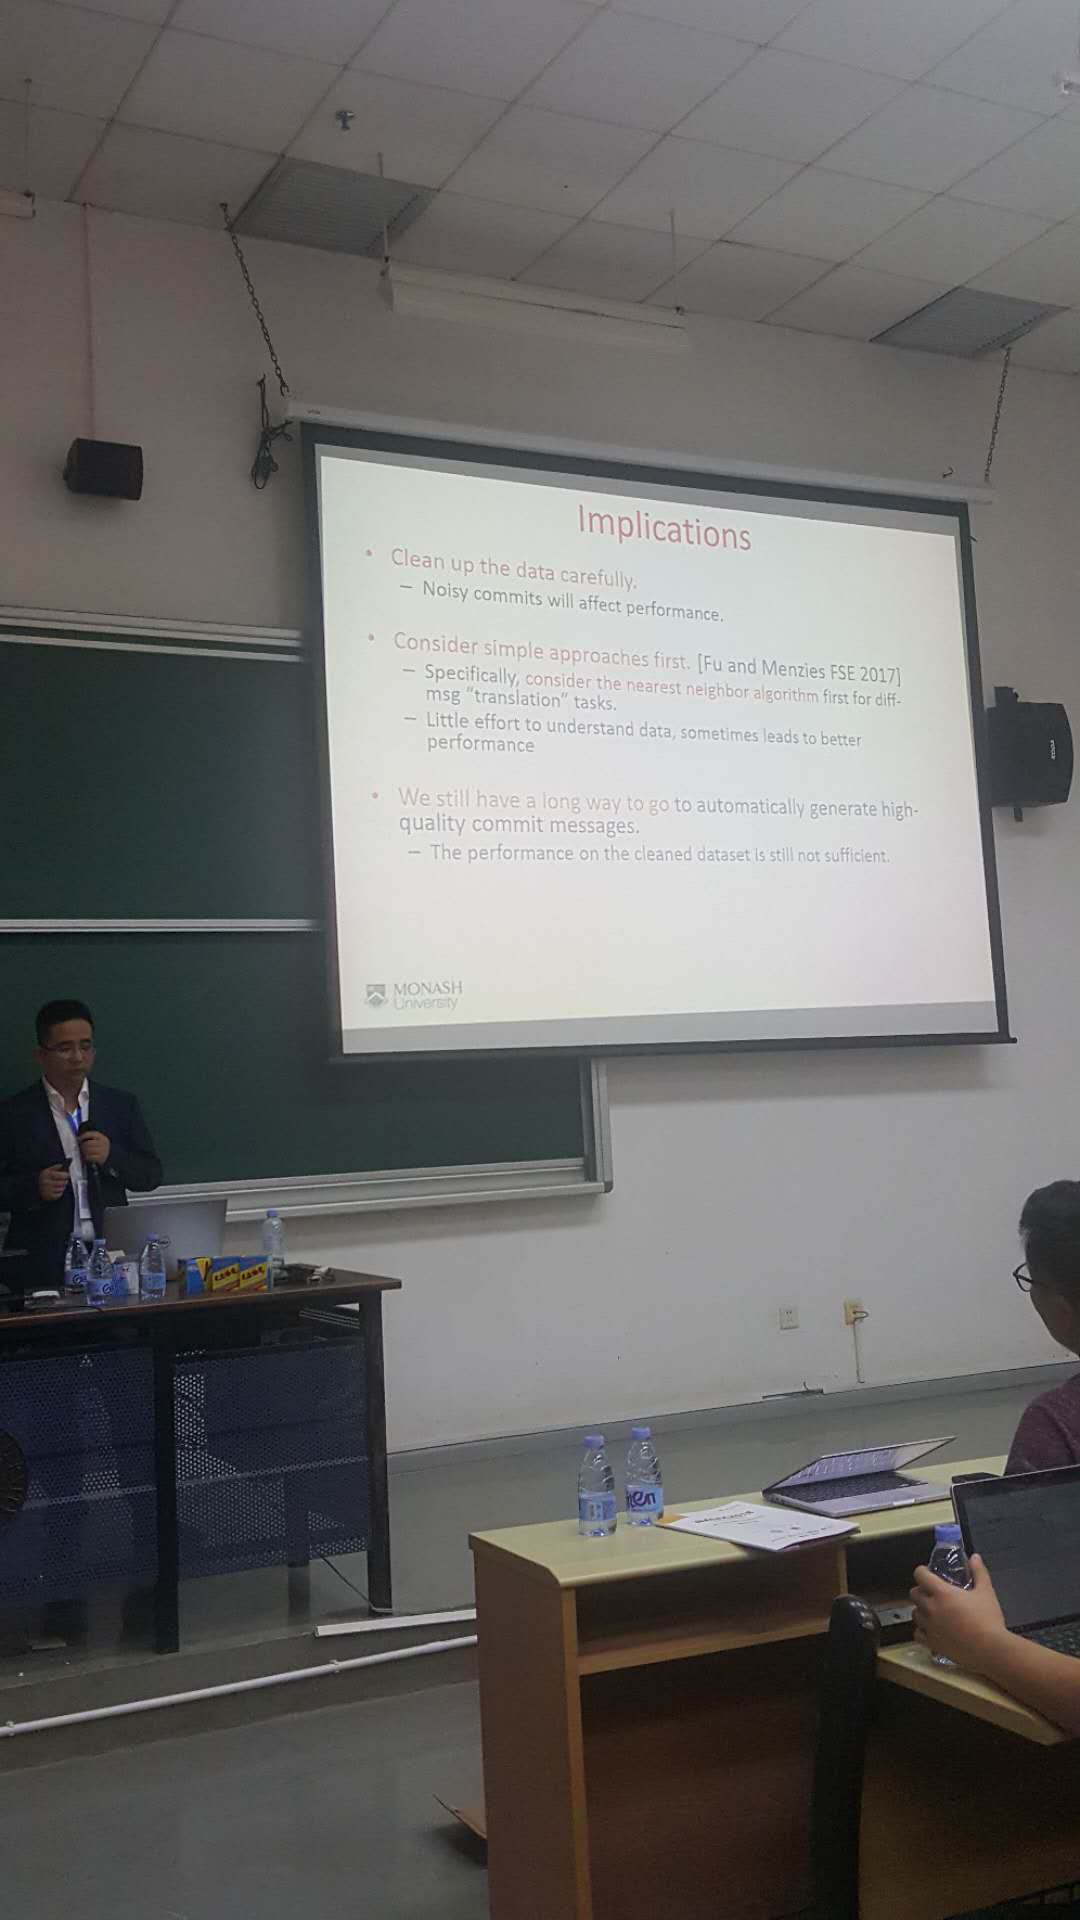 Implications
• Clean up the data carefully.
– Noisy commits will affect performance.
• Consider simple approaches first. [Fu and Menzies FSE 2017]
– Specifically, consider the nearest neighbor algorithm first for diff-
msg “translation” tasks.
– Little effort to understand data, sometimes leads to better
performance
• We still have a long way to go to automatically generate high-
quality commit messages.
– The performance on the cleaned dataset is still not sufficient.
MONASH
University